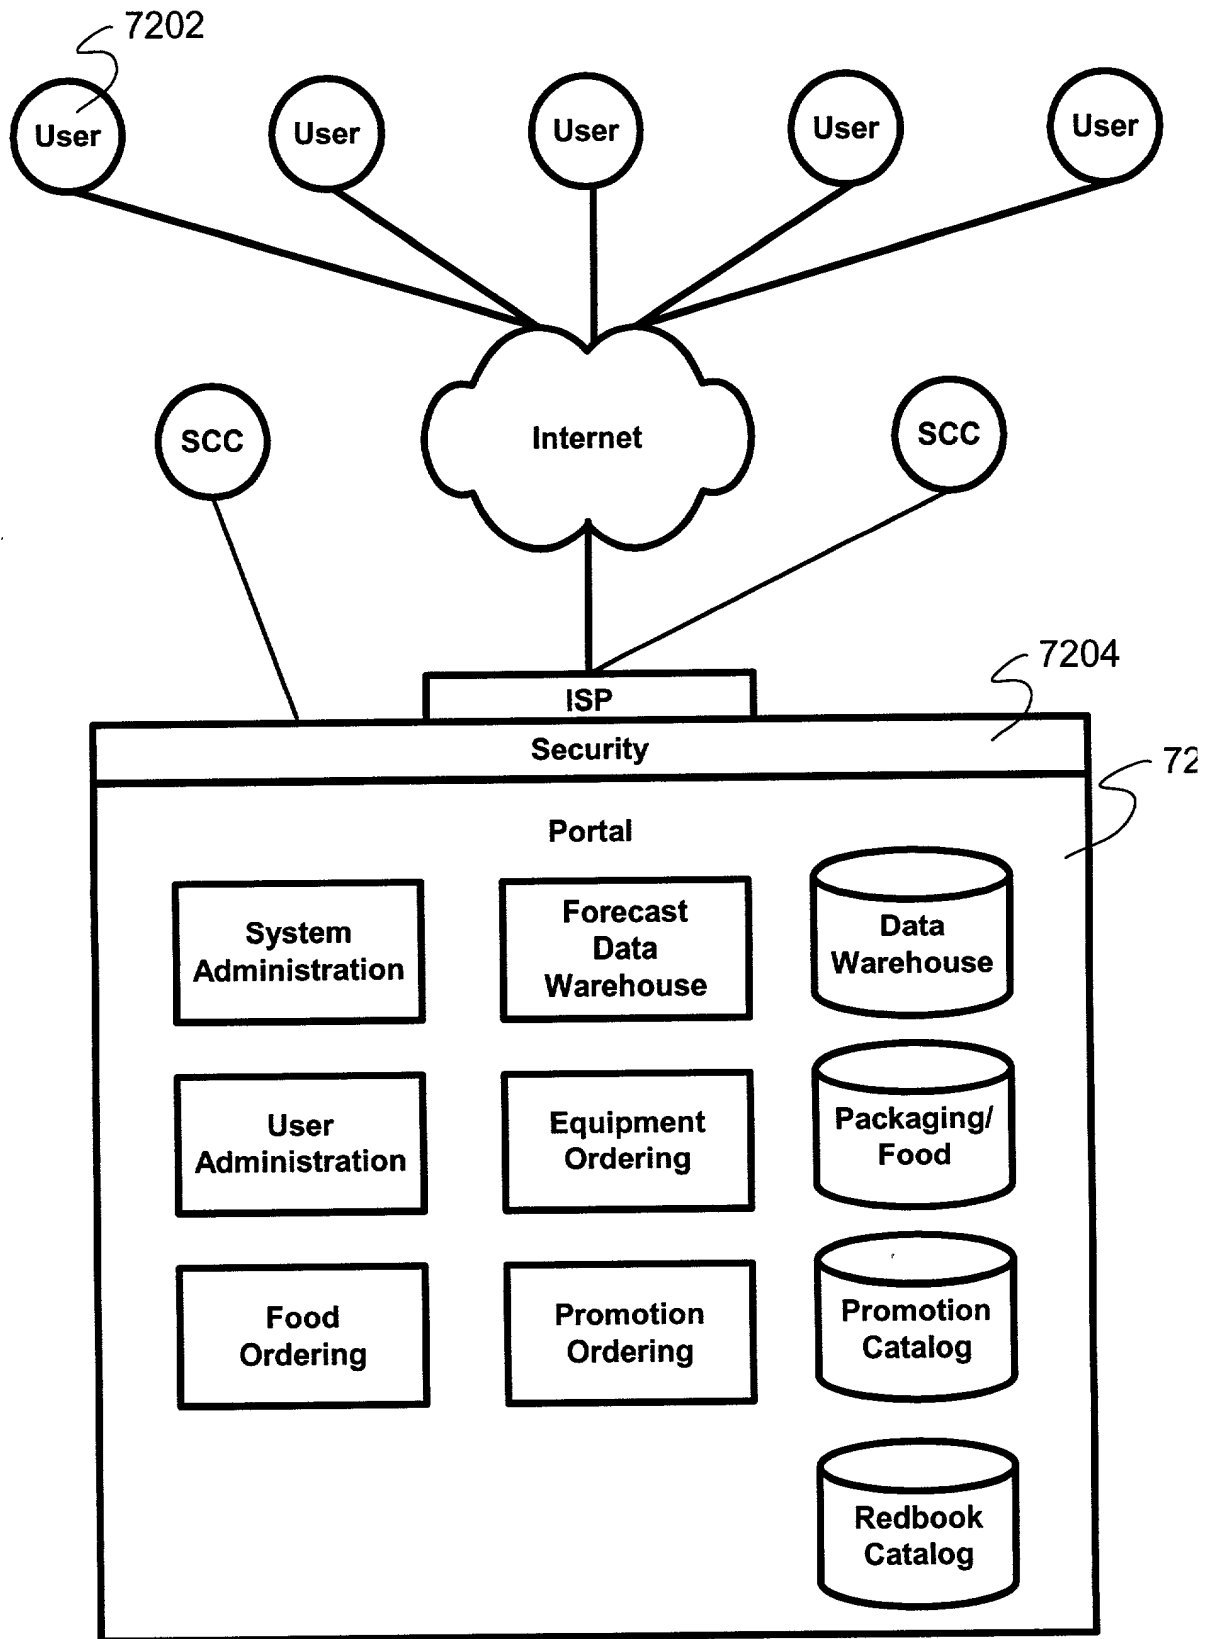 7202
User
User
User
User
User
SCC
Internet
SCC
7204
ISP
Security
72
Portal
System
Administration
Forecast
Data
Warehouse
Data
Warehouse
User
Administration
Equipment
Ordering
Packaging/
Food
Food
Ordering
Promotion
Ordering
Promotion
Catalog
Redbook
Catalog